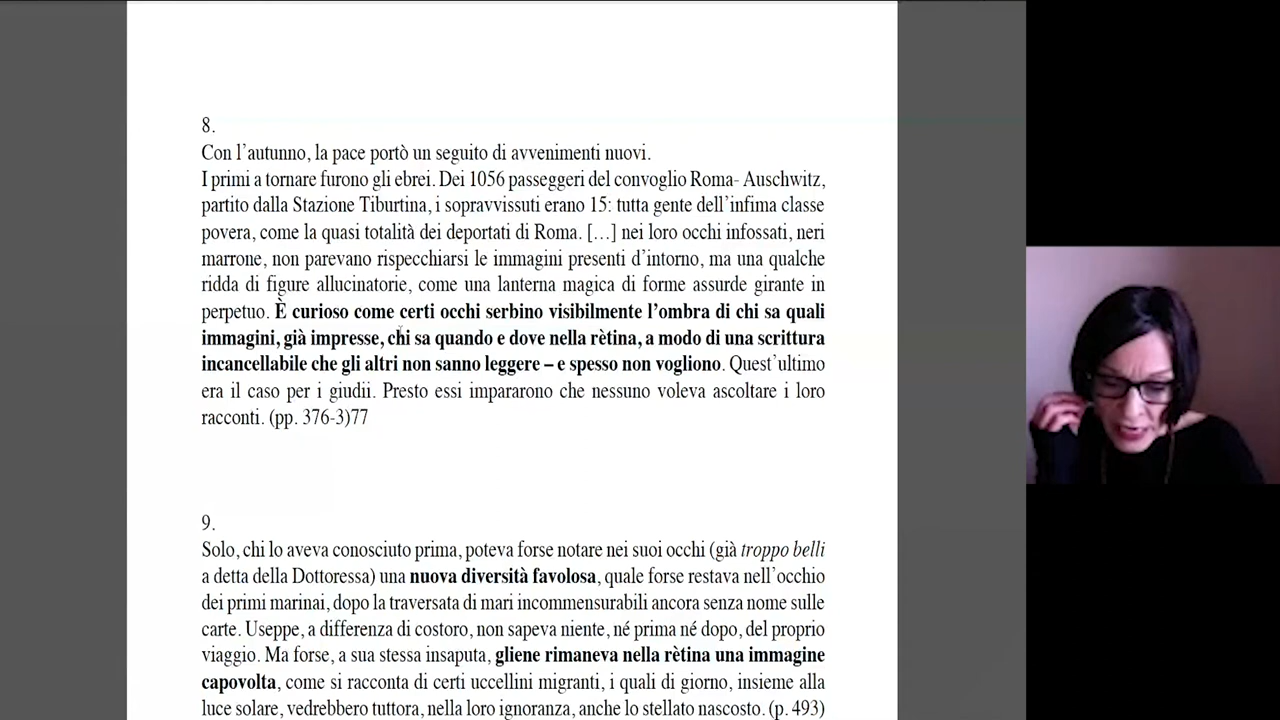 8.
Con l’autunno, la pace portò un seguito di avvenimenti nuovi.
I primi a tornare furono gli ebrei. Dei 1056 passeggeri del convoglio Roma- Auschwitz,
partito dalla Stazione Tiburtina, i sopravvissuti erano 15: tutta gente dell’infima classe
povera, come la quasi totalità dei deportati di Roma. […] nei loro occhi infossati, neri
marrone, non parevano rispecchiarsi le immagini presenti d’intorno, ma una qualche
ridda di figure allucinatorie, come una lanterna magica di forme assurde girante in
perpetuo. È curioso come certi occhi serbino visibilmente l’ombra di chi sa quali
immagini, già impresse, chi sa quando e dove nella rètina, a modo di una scrittura
incancellabile che gli altri non sanno leggere – e spesso non vogliono. Quest’ultimo
era il caso per i giudii. Presto essi impararono che nessuno voleva ascoltare i loro
racconti. (pp. 376-3)77
9.
Solo, chi lo aveva conosciuto prima, poteva forse notare nei suoi occhi (già troppo belli
a detta della Dottoressa) una nuova diversità favolosa, quale forse restava nell’occhio
dei primi marinai, dopo la traversata di mari incommensurabili ancora senza nome sulle
carte. Useppe, a differenza di costoro, non sapeva niente, né prima né dopo, del proprio
viaggio. Ma forse, a sua stessa insaputa, gliene rimaneva nella rètina una immagine
capovolta, come si racconta di certi uccellini migranti, i quali di giorno, insieme alla
luce solare, vedrebbero tuttora, nella loro ignoranza, anche lo stellato nascosto. (p. 493)